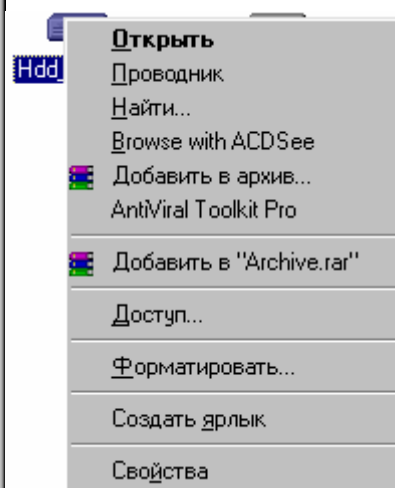 Hdd_
Открыть
Проводник
Найти...
Browse with ACDSee
Добавить в архив...
AntiViral Toolkit Pro
Добавить в "Archive.rar"
Доступ...
Форматировать...
Создать ярлык
Свойства